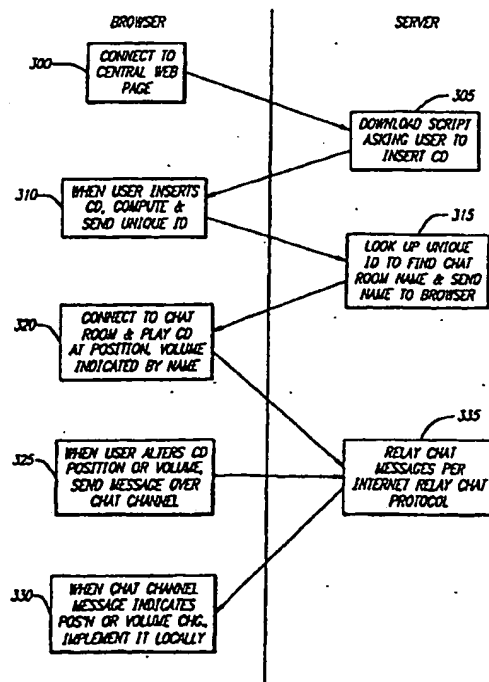 BROWSER
SERVER
300
CONNECT TO
CENTRAL WEB
PAGE
305
DOWNLOAD SCRIPT
ASKING USER TO
INSERT CD
310
WHEN USER INSERTS
CD, COMPUTE &
SEND UNIQUE ID
315
LOOK UP UNIQUE
ID TO FIND CHAT
ROOM NAME & SEND
NAME TO BROWSER
320
CONNECT TO CHAT
ROOM & PLAY CD
AT POSITION, VOLUME
INDICATED BY NAME
335
RELAY CHAT
MESSAGES PER
INTERNET RELAY CHAT
PROTOCOL
325
WHEN USER ALTERS CD
POSITION OR VOLUME,
SEND MESSAGE OVER
CHAT CHANNEL
330
WHEN CHAT CHANNEL
MESSAGE INDICATES
POS'N OR VOLUME CHG.,
IMPLEMENT IT LOCALLY